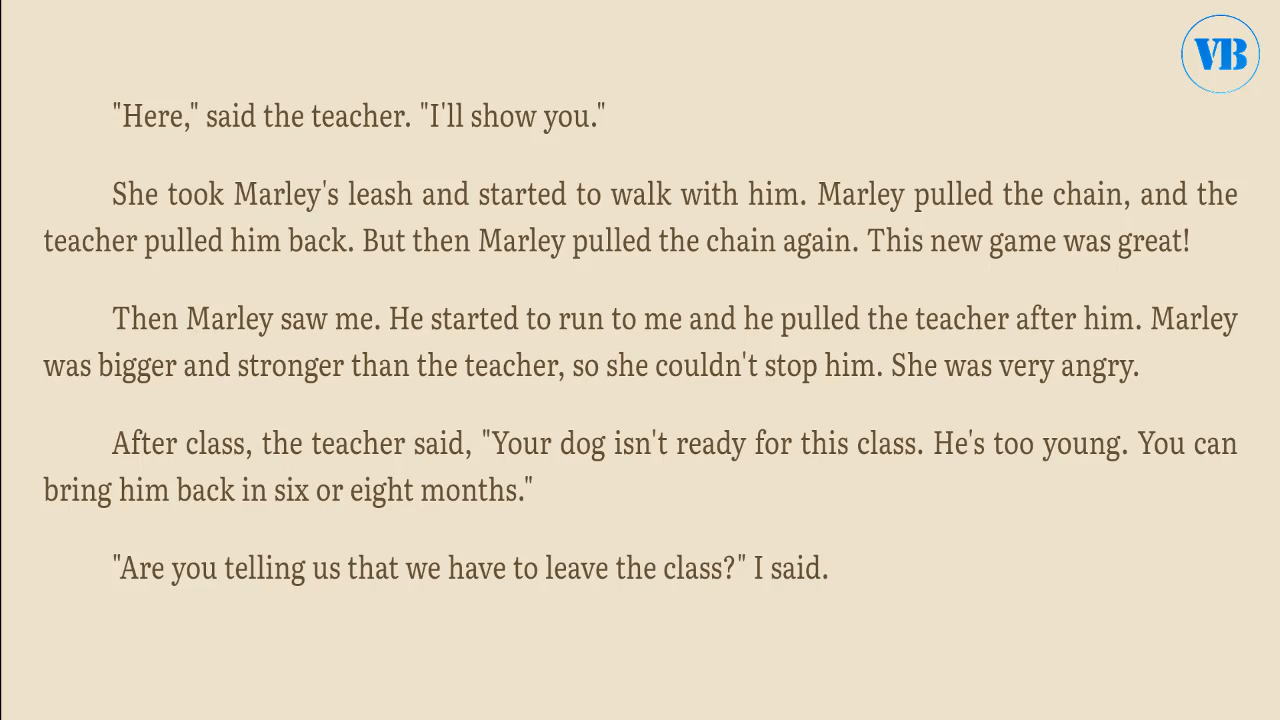 VB
"Here," said the teacher. "I'll show you."
She took Marley's leash and started to walk with him. Marley pulled the chain, and the
teacher pulled him back. But then Marley pulled the chain again. This new game was great!
Then Marley saw me. He started to run to me and he pulled the teacher after him. Marley
was bigger and stronger than the teacher, so she couldn't stop him. She was very angry.
After class, the teacher said, "Your dog isn't ready for this class. He's too young. You can
bring him back in six or eight months."
"Are you telling us that we have to leave the class?" I said.